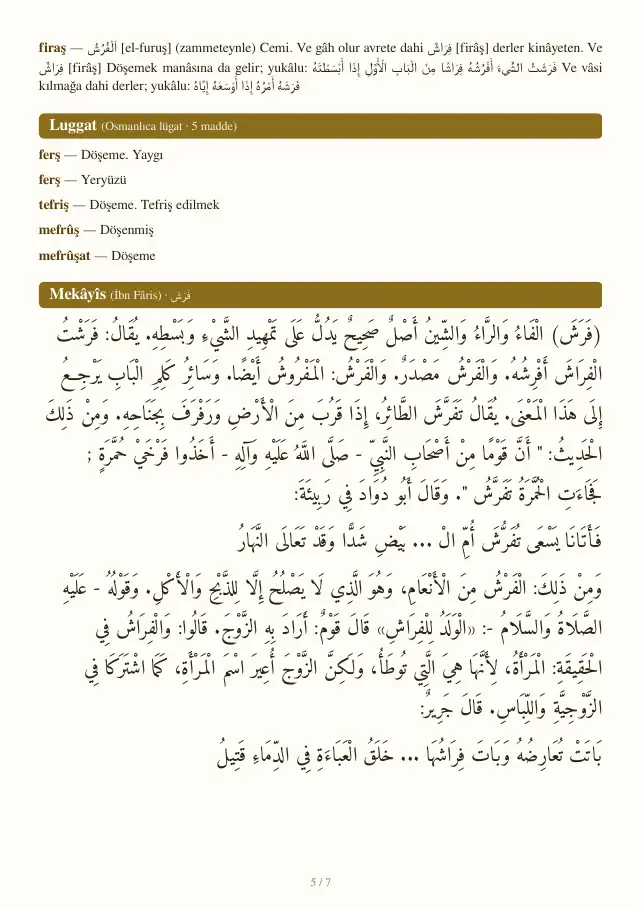 firaş — اَلْفُرُشُ [el-furuş] (zammeteynle) Cemi. Ve gâh olur avrete dahi فِرَاشٌ [firâş] derler kinâyeten. Ve
فِرَاشٌ [firâş] Döşemek manâsına da gelir; yukâlu: فَرَشْتُ الشَّيْءَ أَفْرُشُهُ فِرَاشًا مِنَ الْبَابِ الْأَوَّلِ إِذَا أَبْسَطْتَهُ Ve vâsi
kılmağa dahi derler; yukâlu: فَرَشَهُ أَمْرَهُ إِذَا أَوْسَعَهُ إِيَّاهُ
Luggat (Osmanlıca lügat · 5 madde)
ferş — Döşeme. Yaygı
ferş — Yeryüzü
tefriş — Döşeme. Tefriş edilmek
mefrûş — Döşenmiş
mefrûşat — Döşeme
Mekâyîs (İbn Fâris) · فَرَشَ
(فَرَشَ) الْفَاءُ وَالرَّاءُ وَالشِّينُ أَصْلٌ صَحِيحٌ يَدُلُّ عَلَى تَمْهِيدِ الشَّيْءِ وَبَسْطِهِ. يُقَالُ: فَرَشْتُ
الْفِرَاشَ أَفْرِشُهُ. وَالْفَرْشُ مَصْدَرٌ. وَالْفَرْشُ: الْمَفْرُوشُ أَيْضًا. وَسَائِرُ كَلِمِ الْبَابِ يَرْجِعُ
إِلَى هَذَا الْمَعْنَى. يُقَالُ تَفَرَّشَ الطَّائِرُ، إِذَا قَرُبَ مِنَ الْأَرْضِ وَرَفْرَفَ بِجَنَاحِهِ. وَمِنْ ذَلِكَ
الْحَدِيثُ: " أَنَّ قَوْمًا مِنْ أَصْحَابِ النَّبِيِّ - صَلَّى اللَّهُ عَلَيْهِ وَآلِهِ - أَخَذُوا فَرْخَيْ حُمَّرَةٍ ;
فَجَاءَتِ الْحُمَّرَةُ تَفَرَّشُ ". وَقَالَ أَبُو دُوَادَ فِي رَبِيئَةَ:
فَأَتَانَا يَسْعَى تُفَرُّشَ أُمِّ الْ ... بَيْضِ شَدًّا وَقَدْ تَعَالَى النَّهَارُ
وَمِنْ ذَلِكَ: الْفَرْشُ مِنَ الْأَنْعَامِ، وَهُوَ الَّذِي لَا يَصْلُحُ إِلَّا لِلذَّبْحِ وَالْأَكْلِ. وَقَوْلُهُ - عَلَيْهِ
الصَّلَاةُ وَالسَّلَامُ -: «الْوَلَدُ لِلْفِرَاشِ» قَالَ قَوْمٌ: أَرَادَ بِهِ الزَّوْجَ. قَالُوا: وَالْفِرَاشُ فِي
الْحَقِيقَةِ: الْمَرْأَةُ، لِأَنَّهَا هِيَ الَّتِي تُوطَأُ، وَلَكِنَّ الزَّوْجَ أُعِيرَ اسْمَ الْمَرْأَةِ، كَمَا اشْتَرَكَا فِي
الزَّوْجِيَّةِ وَاللِّبَاسِ. قَالَ جَرِيرٌ:
بَاتَتْ تُعَارِضُهُ وَبَاتَ فِرَاشُهَا ... خَلَقُ الْعَبَاءَةِ فِي الدِّمَاءِ قَتِيلُ
5 / 7